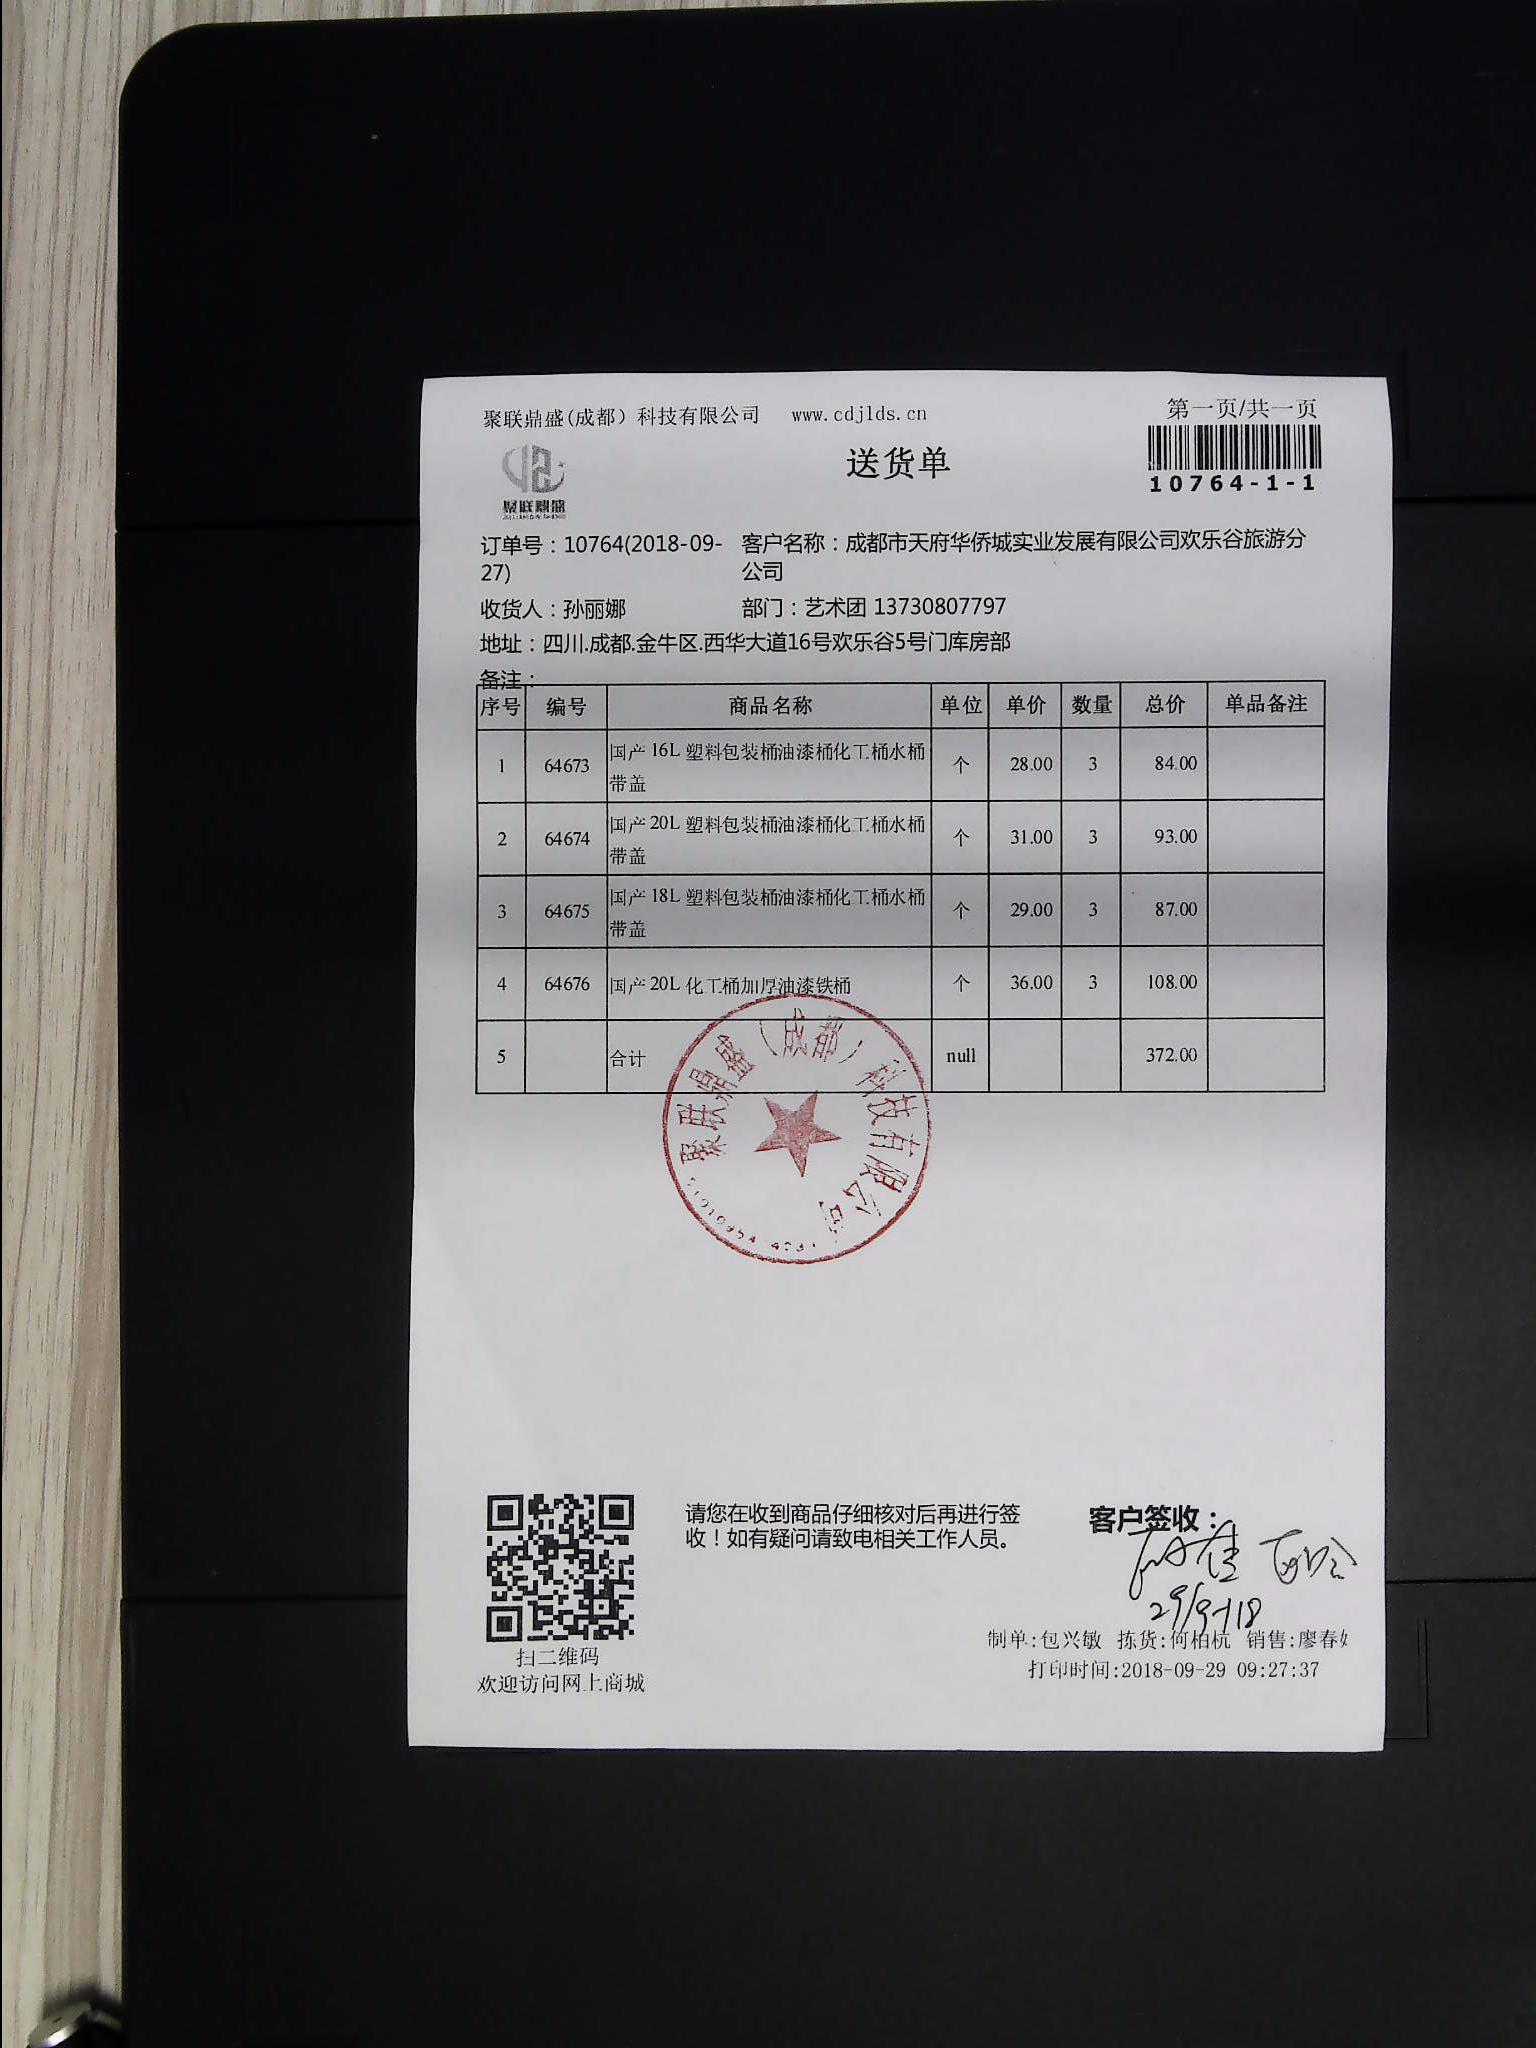 聚联鼎盛(成都）科技有限公司 www.cdjlds.cn
第一页/共一页
送货单
10764-1-1
聚联鼎盛
订单号：10764(2018-09-27) 客户名称：成都市天府华侨城实业发展有限公司欢乐谷旅游分公司
收货人：孙丽娜 部门：艺术团 13730807797
地址：四川.成都.金牛区.西华大道16号欢乐谷5号门库房部
备注：
序号 编号 商品名称 单位 单价 数量 总价 单品备注
1 64673 国产 16L 塑料包装桶油漆桶化工桶水桶带盖 个 28.00 3 84.00
2 64674 国产 20L 塑料包装桶油漆桶化工桶水桶带盖 个 31.00 3 93.00
3 64675 国产 18L 塑料包装桶油漆桶化工桶水桶带盖 个 29.00 3 87.00
4 64676 国产 20L 化工桶加厚油漆铁桶 个 36.00 3 108.00
5 合计 null 372.00
聚联鼎盛（成都）科技有限公司
请您在收到商品仔细核对后再进行签
收！如有疑问请致电相关工作人员。
客户签收：
29/9-118
扫二维码
欢迎访问网上商城
制单:包兴敏 拣货:何柏杭 销售:廖春
打印时间:2018-09-29 09:27:37